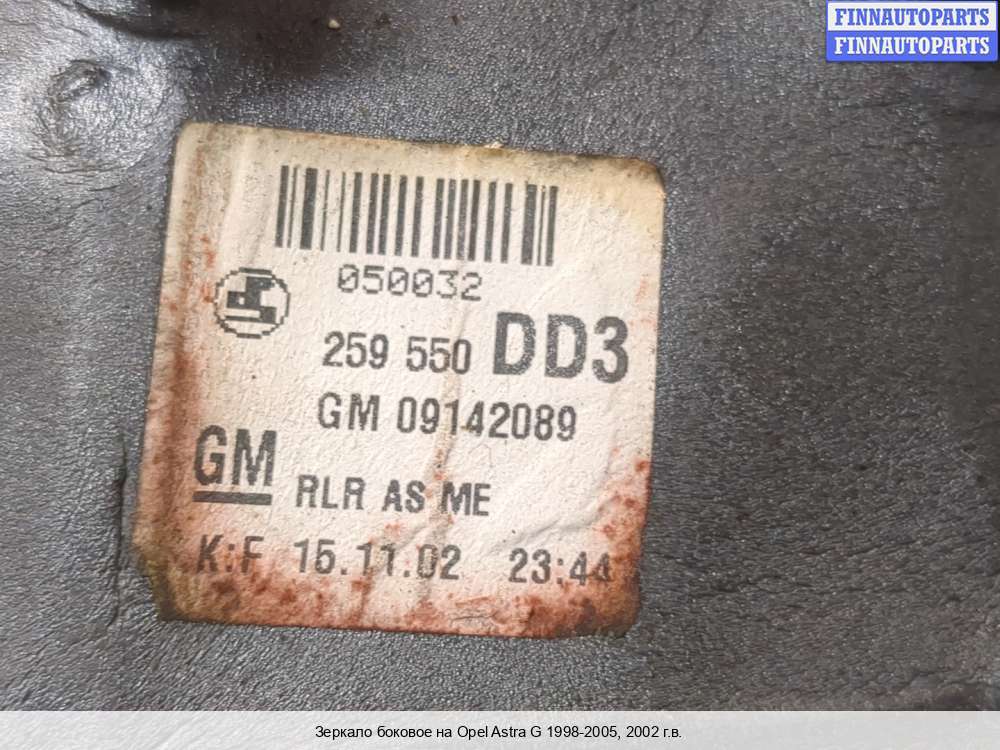 FINNAUTOPARTS
FINNAUTOPARTS
050032
259 550 DD3
GM 09142089
GM
RLR AS ME
K:F 15.11.02 23:44
Зеркало боковое на Opel Astra G 1998-2005, 2002 г.в.